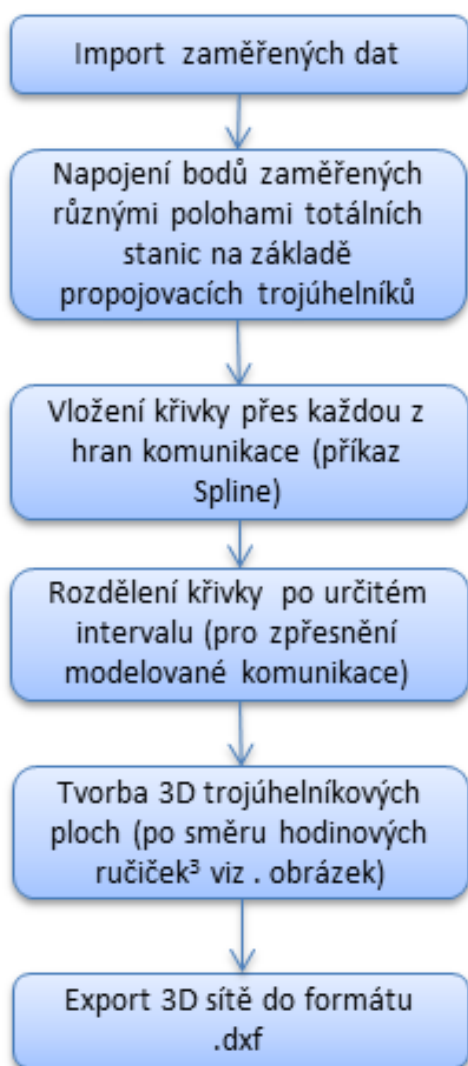 Import zaměřených dat
Napojení bodů zaměřených
různými polohami totálních
stanic na základě
propojovacích trojúhelníků
Vložení křivky přes každou z
hran komunikace (příkaz
Spline)
Rozdělení křivky po určitém
intervalu (pro zpřesnění
modelované komunikace)
Tvorba 3D trojúhelníkových
ploch (po směru hodinových
ručiček³ viz . obrázek)
Export 3D sítě do formátu
.dxf